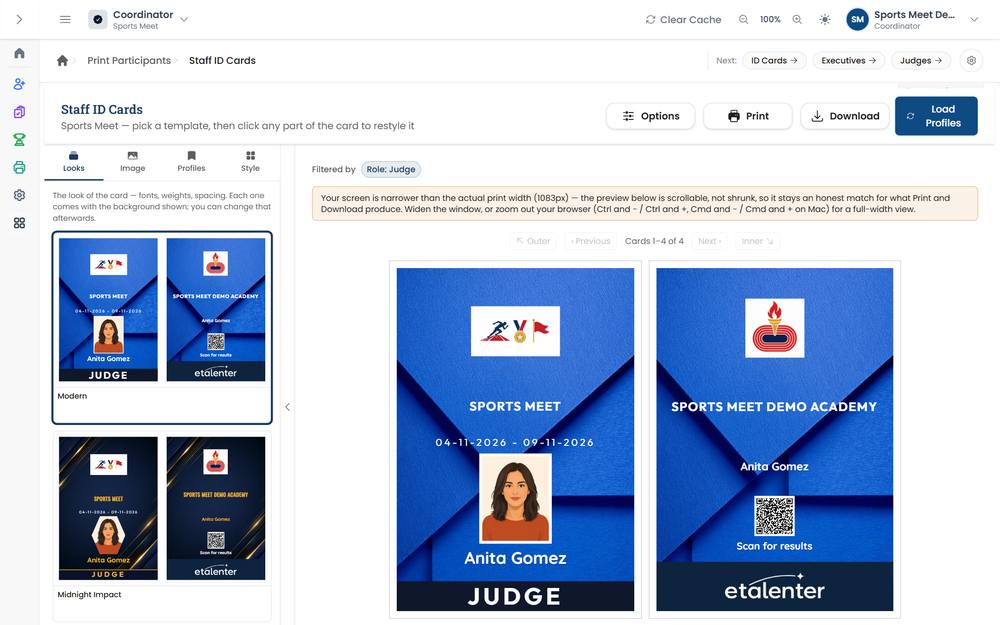 Coordinator
Sports Meet
Clear Cache
100%
SM
Sports Meet De...
Coordinator
Print Participants
Staff ID Cards
Next:
ID Cards →
Executives →
Judges →
Staff ID Cards
Sports Meet — pick a template, then click any part of the card to restyle it
Options
Print
Download
Load Profiles
Looks
Image
Profiles
Style
The look of the card — fonts, weights, spacing. Each one
comes with the background shown; you can change that
afterwards.
SPORTS MEET
04-11-2026 - 09-11-2026
Anita Gomez
JUDGE
SPORTS MEET DEMO ACADEMY
Anita Gomez
Scan for results
etalenter
Modern
SPORTS MEET
04-11-2026 - 09-11-2026
Anita Gomez
JUDGE
SPORTS MEET DEMO ACADEMY
Anita Gomez
Scan for results
etalenter
Midnight Impact
Filtered by
Role: Judge
Your screen is narrower than the actual print width (1083px) — the preview below is scrollable, not shrunk, so it stays an honest match for what Print and
Download produce. Widen the window, or zoom out your browser (Ctrl and - / Ctrl and +, Cmd and - / Cmd and + on Mac) for a full-width view.
↖ Outer
‹ Previous
Cards 1–4 of 4
Next ›
Inner ↘
SPORTS MEET
04-11-2026 - 09-11-2026
Anita Gomez
JUDGE
SPORTS MEET DEMO ACADEMY
Anita Gomez
Scan for results
etalenter